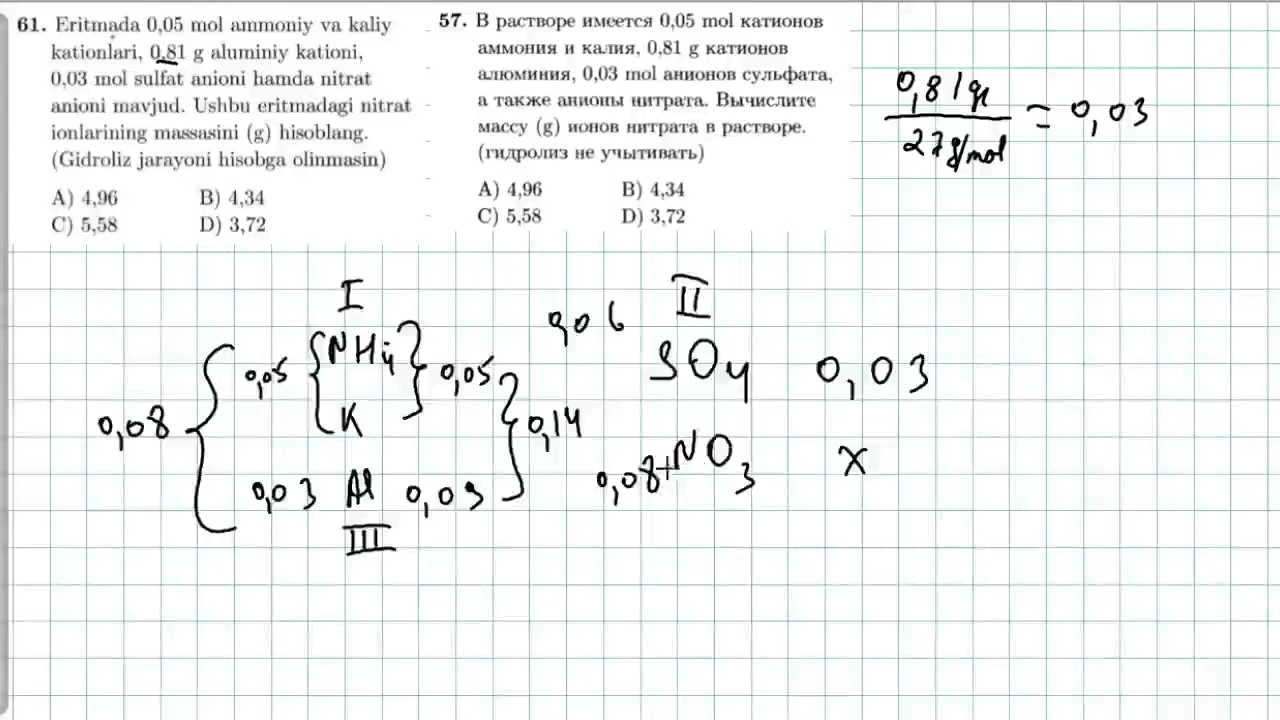 61. Eritmada 0,05 mol ammoniy va kaliy
kationlari, 0,81 g aluminiy kationi,
0,03 mol sulfat anioni hamda nitrat
anioni mavjud. Ushbu eritmadagi nitrat
ionlarining massasini (g) hisoblang.
(Gidroliz jarayoni hisobga olinmasin)
A) 4,96 B) 4,34
C) 5,58 D) 3,72
57. В растворе имеется 0,05 mol катионов
аммония и калия, 0,81 g катионов
алюминия, 0,03 mol анионов сульфата,
а также анионы нитрата. Вычислите
массу (g) ионов нитрата в растворе.
(гидролиз не учытивать)
A) 4,96 B) 4,34
C) 5,58 D) 3,72
0,81 gr
27 g/mol
= 0,03
I
0,05 { NH4 } 0,05
K
0,08
0,03 Al 0,09
III
0,14
II
0,06
SO4 0,03
0,08+ NO3 x